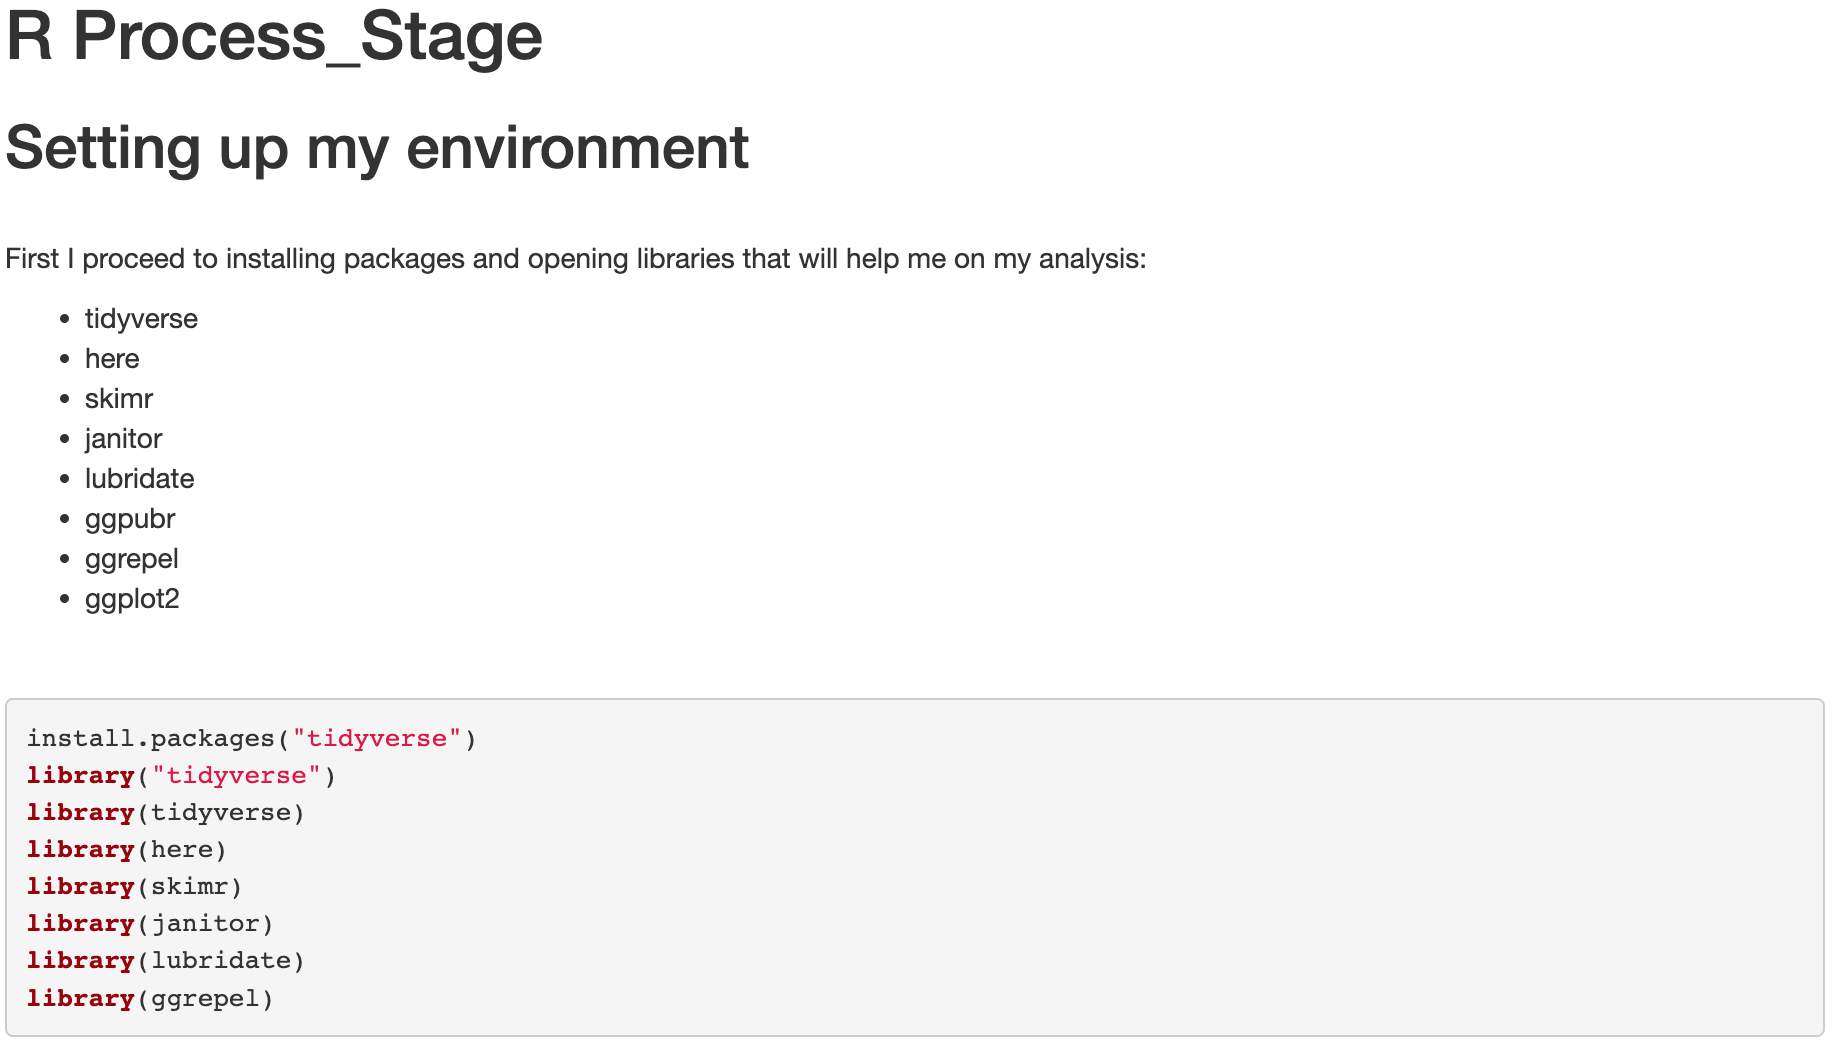 R Process_Stage
Setting up my environment
First I proceed to installing packages and opening libraries that will help me on my analysis:
• tidyverse
• here
• skimr
• janitor
• lubridate
• ggpubr
• ggrepel
• ggplot2
install.packages("tidyverse")
library("tidyverse")
library(tidyverse)
library(here)
library(skimr)
library(janitor)
library(lubridate)
library(ggrepel)